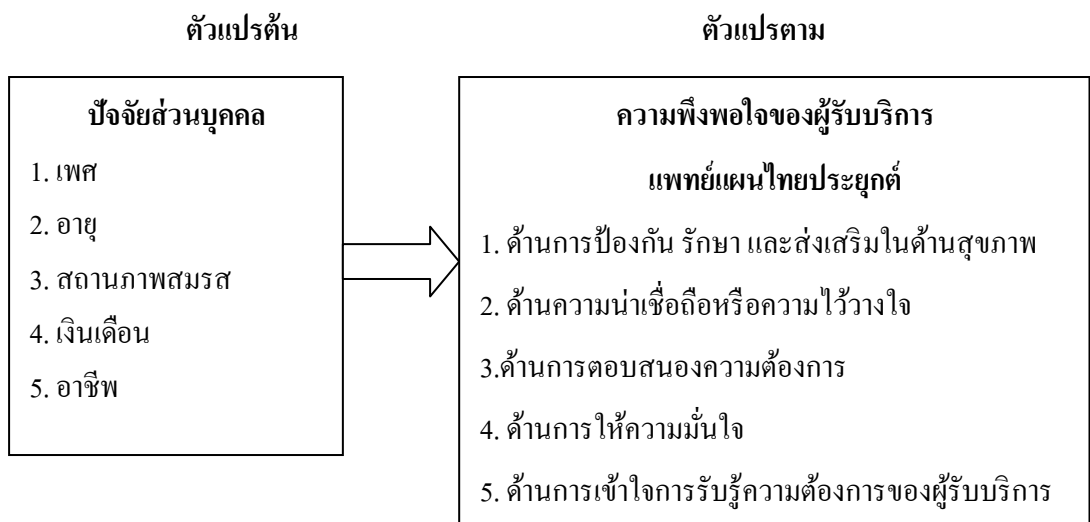 ตัวแปรต้น
ตัวแปรตาม
ปัจจัยส่วนบุคคล
1. เพศ
2. อายุ
3. สถานภาพสมรส
4. เงินเดือน
5. อาชีพ
ความพึงพอใจของผู้รับบริการ
แพทย์แผนไทยประยุกต์
1. ด้านการป้องกัน รักษา และส่งเสริมในด้านสุขภาพ
2. ด้านความน่าเชื่อถือหรือความไว้วางใจ
3.ด้านการตอบสนองความต้องการ
4. ด้านการให้ความมั่นใจ
5. ด้านการเข้าใจการรับรู้ความต้องการของผู้รับบริการ